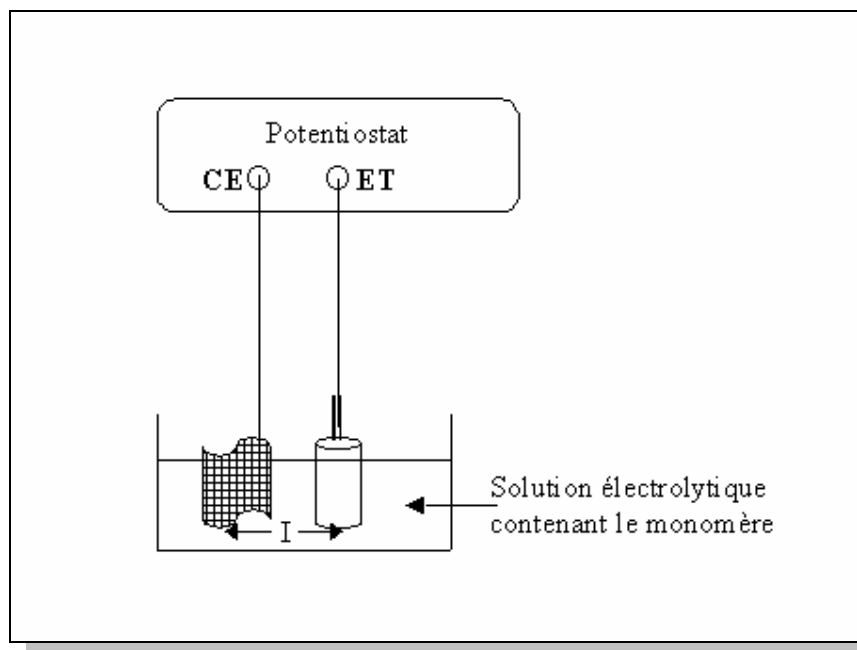 Potentiostat
CE ET
Solution électrolytique
contenant le monomère
I